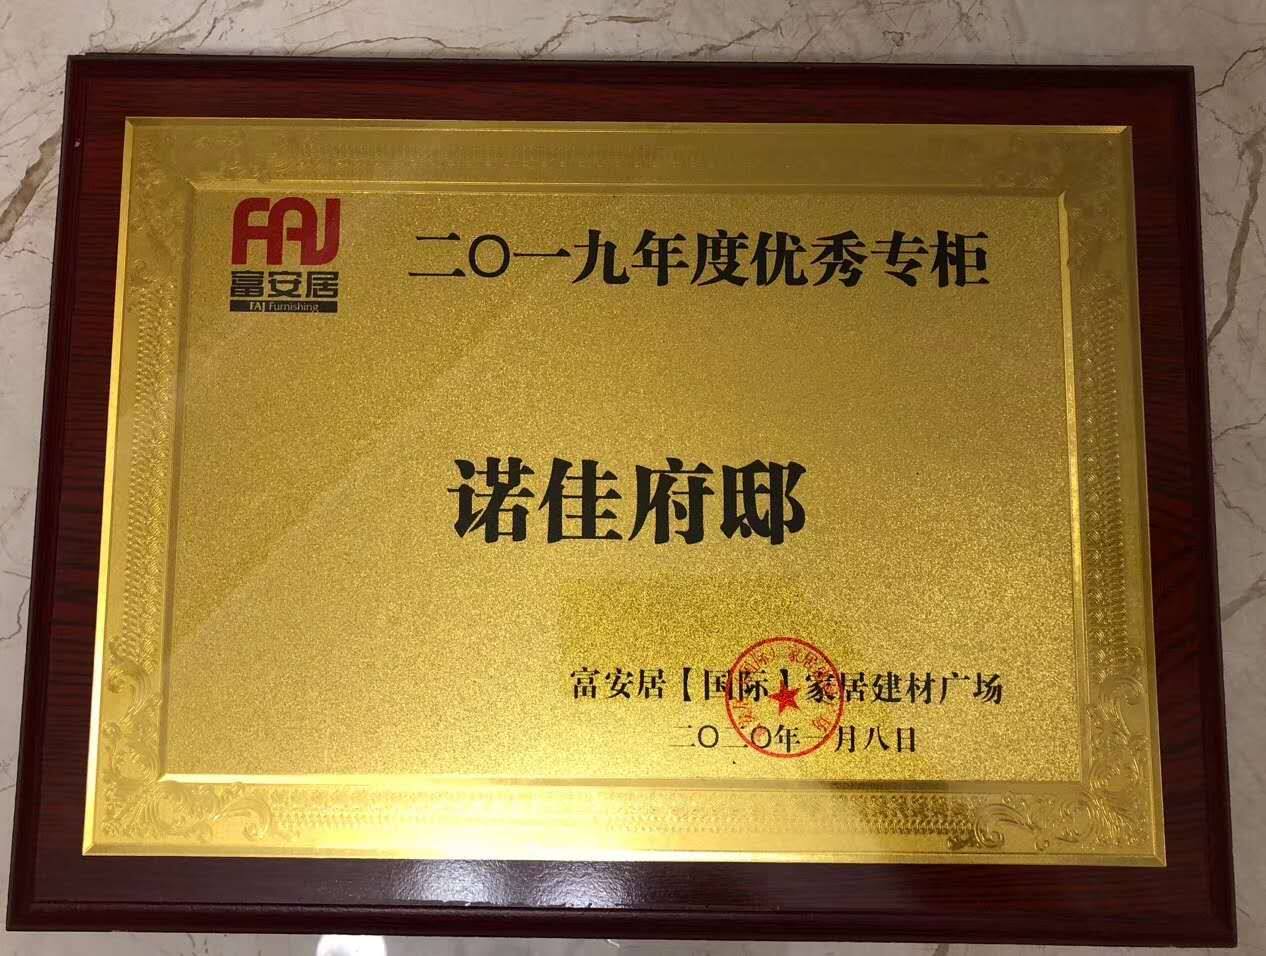 FAJ
富安居
FAJ Furnishing
二〇一九年度优秀专柜
诺佳府邸
富安居【国际】家居建材广场
二〇二〇年一月八日